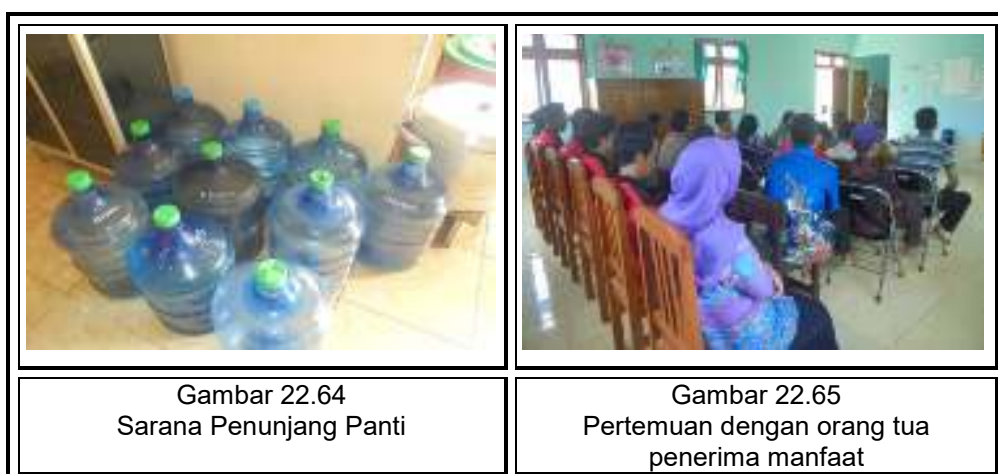 Gambar 22.64
Sarana Penunjang Panti
Gambar 22.65
Pertemuan dengan orang tua
penerima manfaat